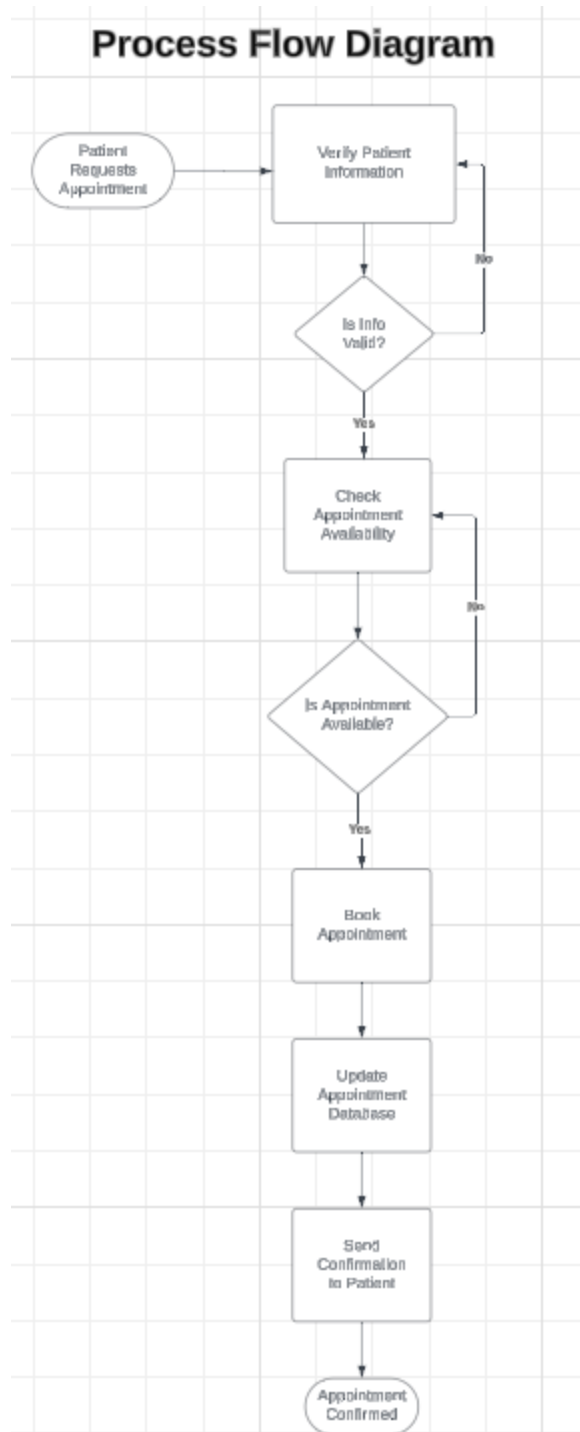 Process Flow Diagram
Patient
Requests
Appointment
Verify Patient
Information
No
Is Info
Valid?
Yes
Check
Appointment
Availability
No
Is Appointment
Available?
Yes
Book
Appointment
Update
Appointment
Database
Send
Confirmation
to Patient
Appointment
Confirmed